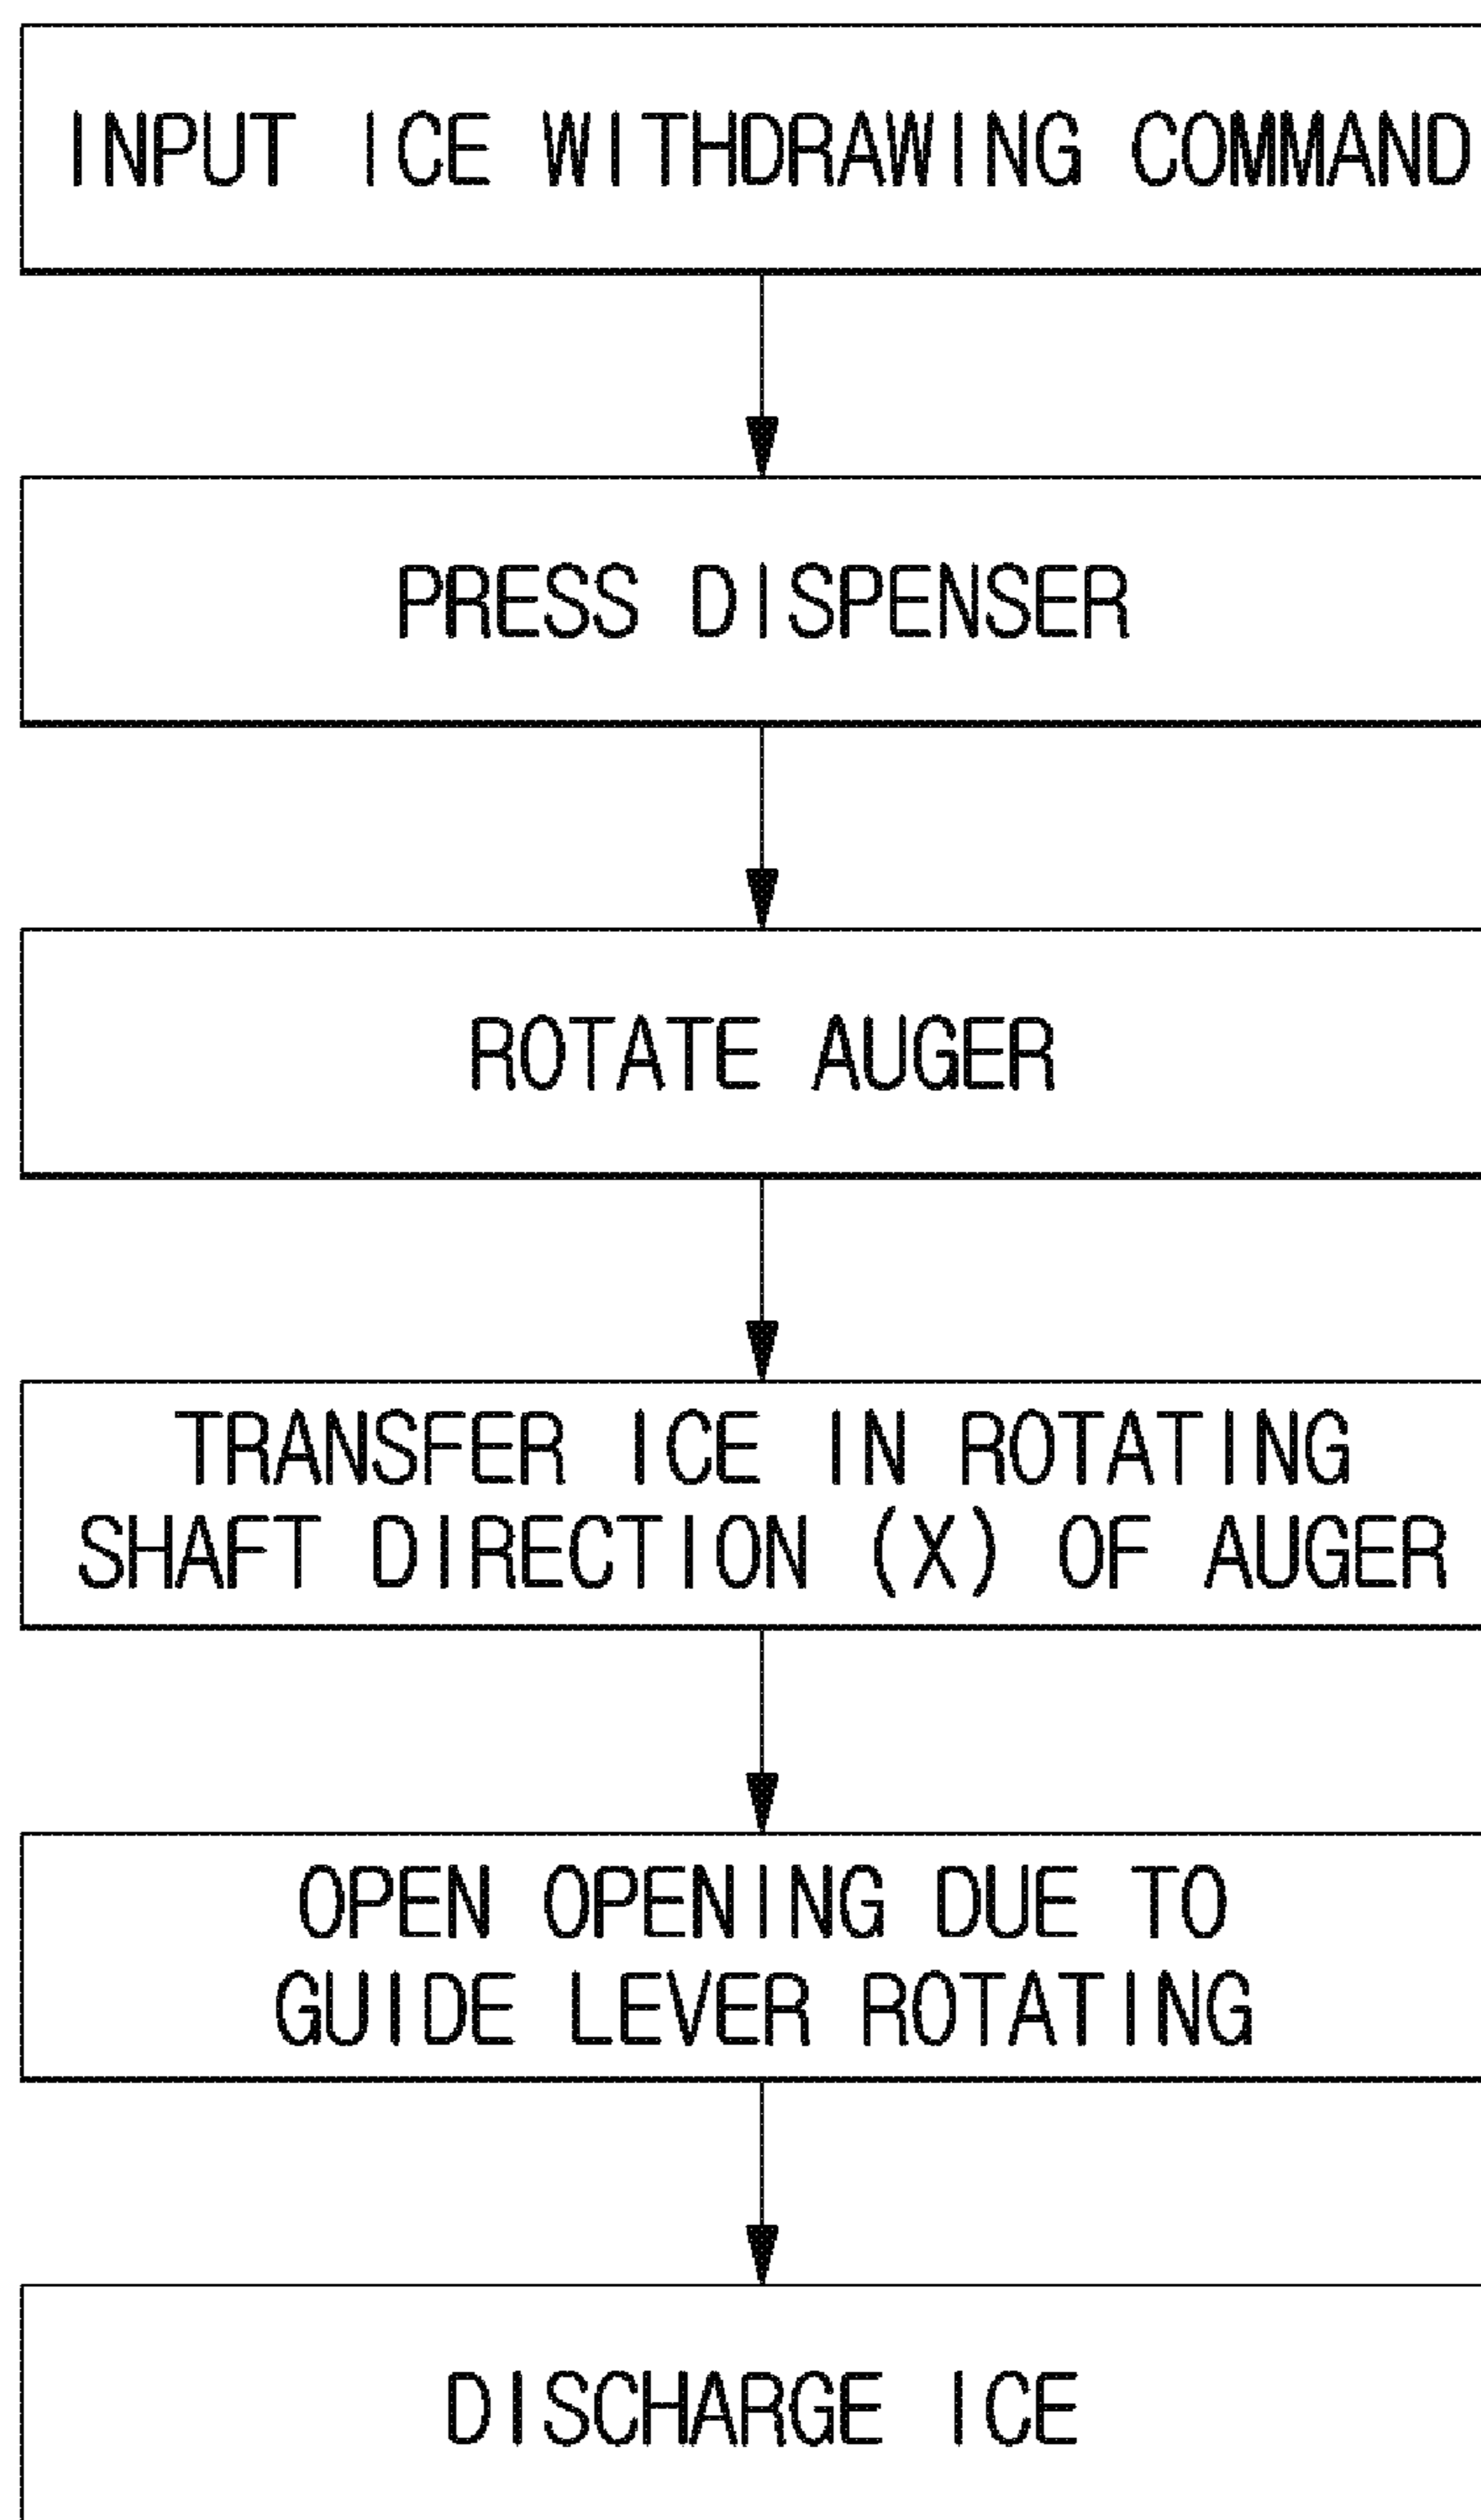 INPUT ICE WITHDRAWING COMMAND
PRESS DISPENSER
ROTATE AUGER
TRANSFER ICE IN ROTATING
SHAFT DIRECTION (X) OF AUGER
OPEN OPENING DUE TO
GUIDE LEVER ROTATING
DISCHARGE ICE